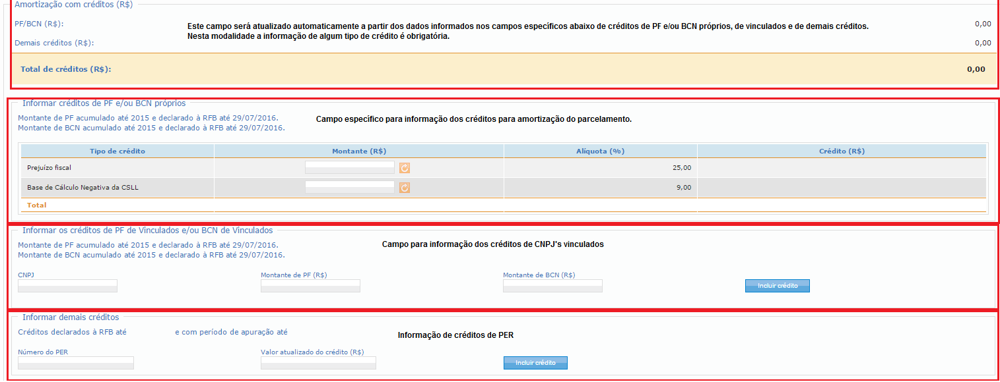 Amortização com créditos (R$)
PF/BCN (R$):
Este campo será atualizado automaticamente a partir dos dados informados nos campos específicos abaixo de créditos de PF e/ou BCN próprios, de vinculados e de demais créditos.
0,00
Nesta modalidade a informação de algum tipo de crédito é obrigatória.
Demais créditos (R$):
0,00
Total de créditos (R$):
0,00
Informar créditos de PF e/ou BCN próprios
Montante de PF acumulado até 2015 e declarado à RFB até 29/07/2016.
Campo específico para informação dos créditos para amortização do parcelamento.
Montante de BCN acumulado até 2015 e declarado à RFB até 29/07/2016.
Tipo de crédito Montante (R$) Alíquota (%) Crédito (R$)
Prejuízo fiscal 25,00
Base de Cálculo Negativa da CSLL 9,00
Total
Informar os créditos de PF de Vinculados e/ou BCN de Vinculados
Montante de PF acumulado até 2015 e declarado à RFB até 29/07/2016.
Campo para informação dos créditos de CNPJ's vinculados
Montante de BCN acumulado até 2015 e declarado à RFB até 29/07/2016.
CNPJ Montante de PF (R$) Montante de BCN (R$)
Incluir crédito
Informar demais créditos
Créditos declarados à RFB até e com período de apuração até
Informação de créditos de PER
Número do PER Valor atualizado do crédito (R$)
Incluir crédito